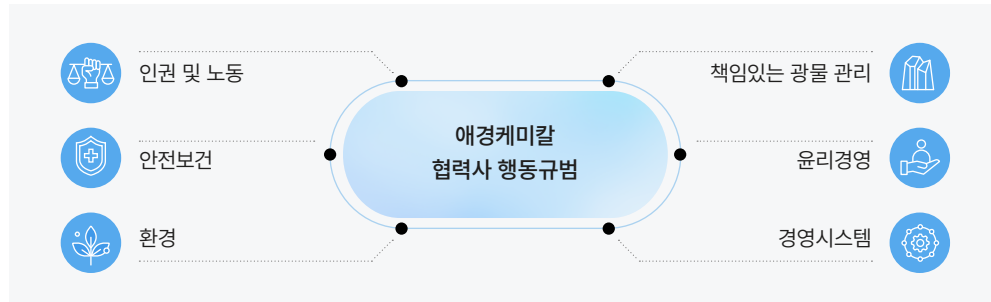 인권 및 노동
안전보건
환경
애경케미칼
협력사 행동규범
책임있는 광물 관리
윤리경영
경영시스템